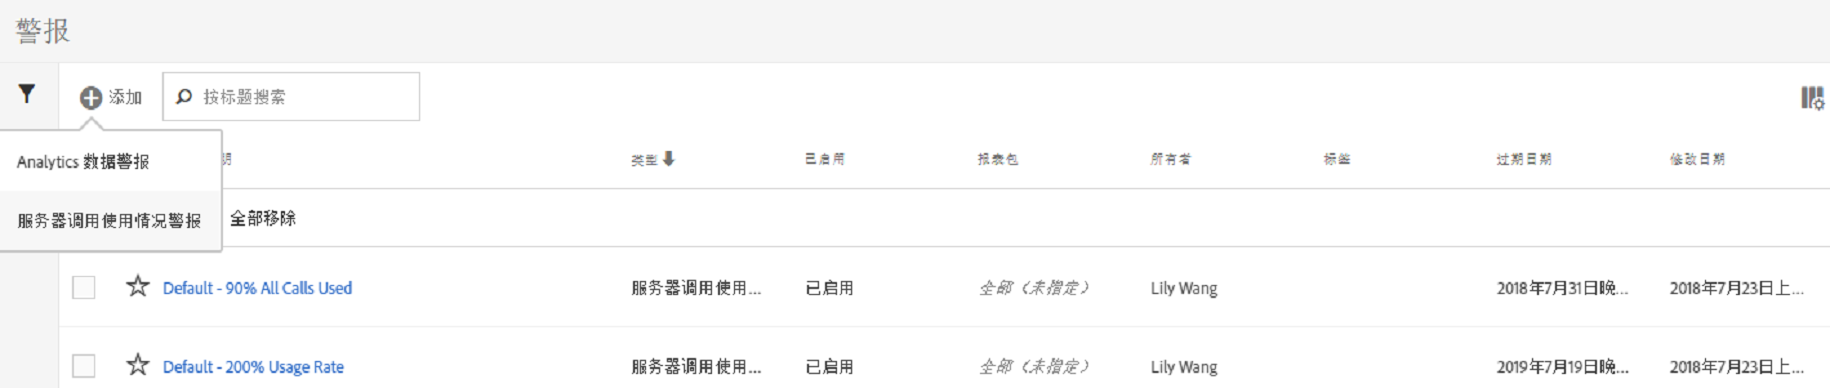 警报
添加 按标题搜索
Analytics 数据警报
类型 已启用 报表包 所有者 标签 过期日期 修改日期
服务器调用使用情况警报 全部移除
Default - 90% All Calls Used 服务器调用使用... 已启用 全部（未指定） Lily Wang 2018年7月31日晚... 2018年7月23日上...
Default - 200% Usage Rate 服务器调用使用... 已启用 全部（未指定） Lily Wang 2019年7月19日晚... 2018年7月23日上...